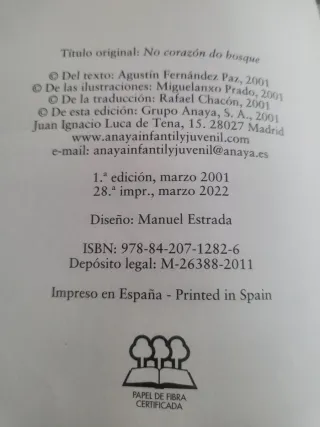 Título original: No corazón do bosque
© Del texto: Agustín Fernández Paz, 2001
© De las ilustraciones: Miguelanxo Prado, 2001
© De la traducción: Rafael Chacón, 2001
© De esta edición: Grupo Anaya, S. A., 2001
Juan Ignacio Luca de Tena, 15. 28027 Madrid
www.anayainfantilyjuvenil.com
e-mail: anayainfantilyjuvenil@anaya.es
1.ª edición, marzo 2001
28.ª impr., marzo 2022
Diseño: Manuel Estrada
ISBN: 978-84-207-1282-6
Depósito legal: M-26388-2011
Impreso en España - Printed in Spain
PAPEL DE FIBRA
CERTIFICADA